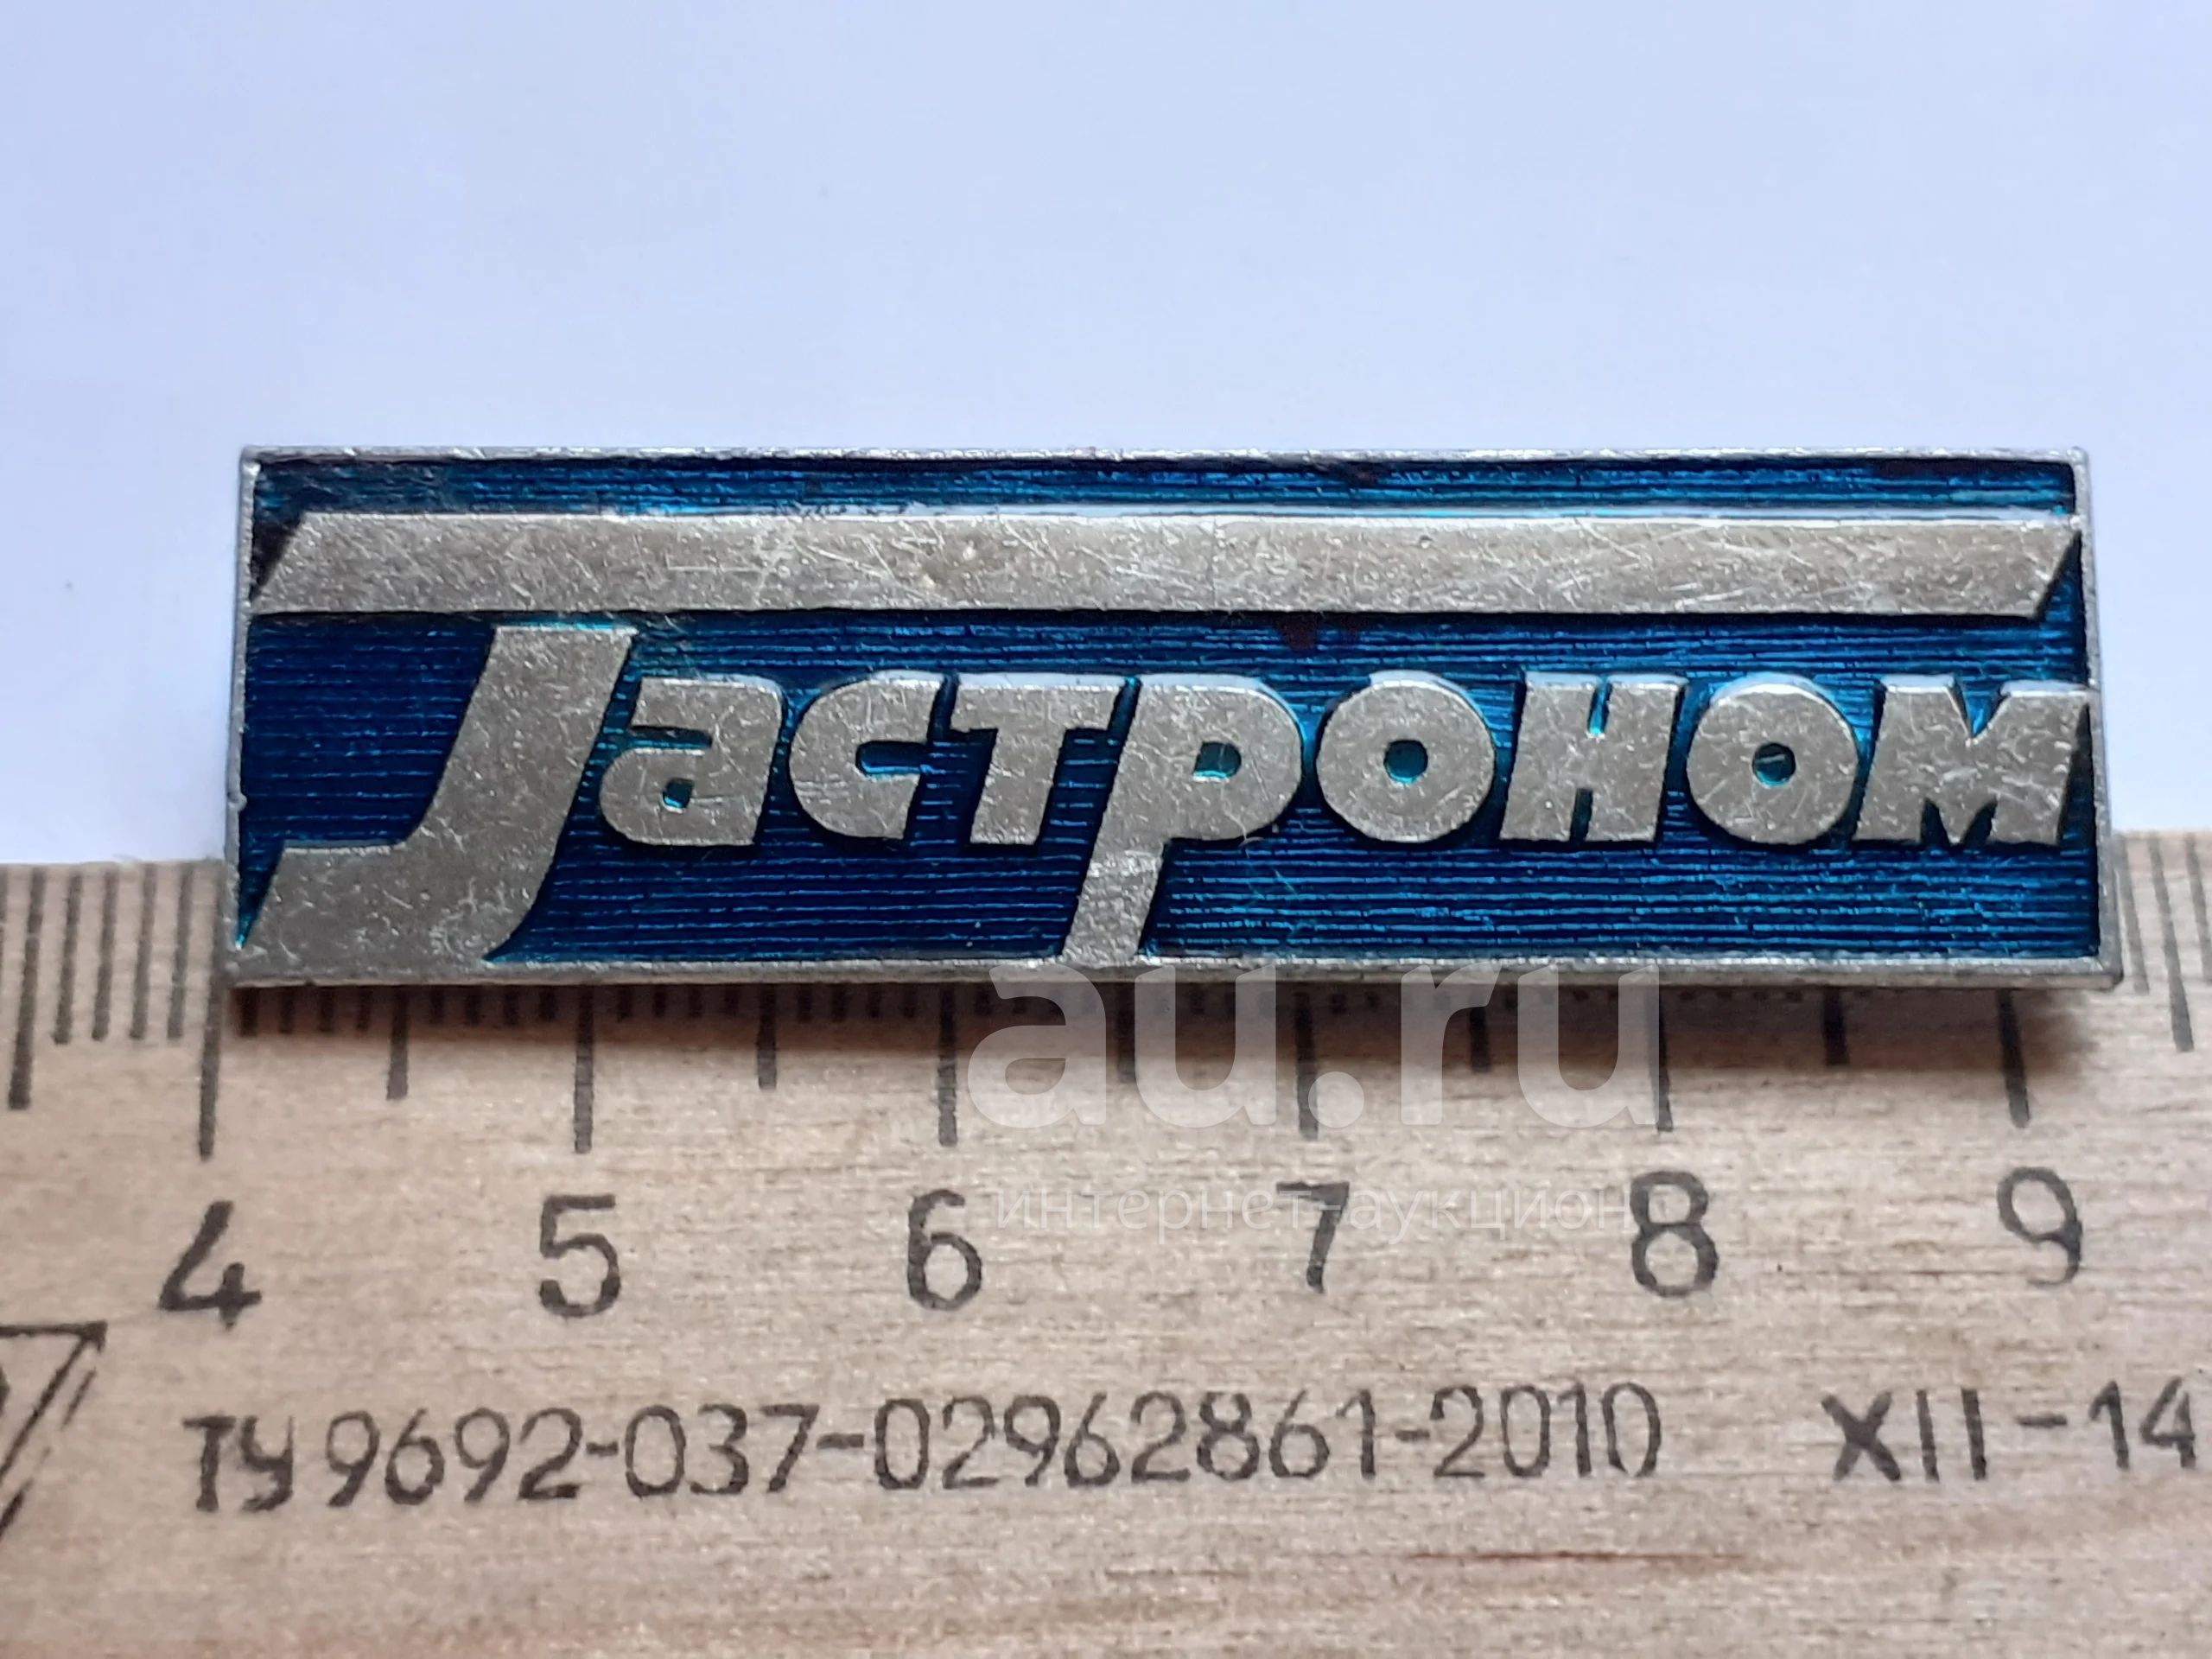 Гастроном
au.ru
интернет-аукцион
4 5 6 7 8 9
ТУ 9692-037-02962861-2010 XII-14